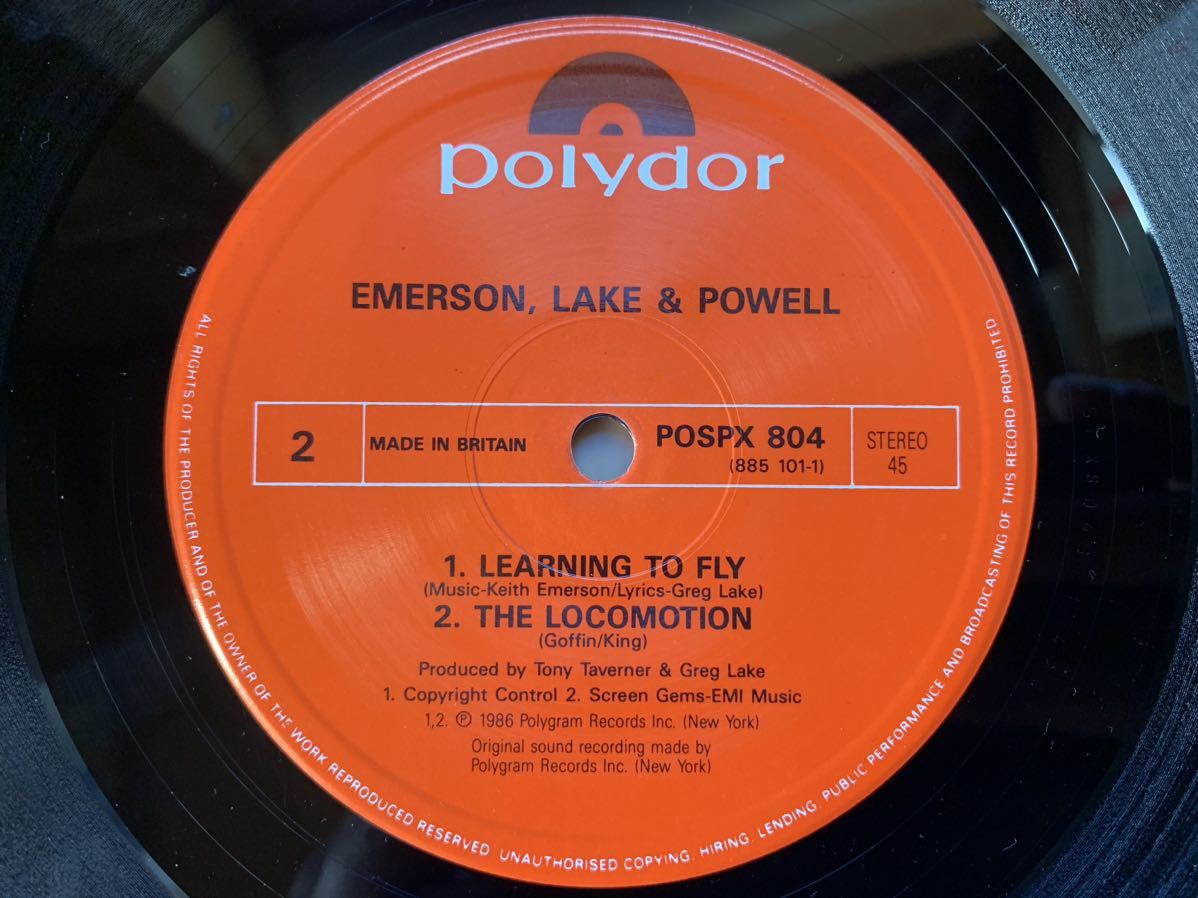 polydor
EMERSON, LAKE & POWELL
2
MADE IN BRITAIN
POSPX 804
(885 101-1)
STEREO
45
1. LEARNING TO FLY
(Music-Keith Emerson/Lyrics-Greg Lake)
2. THE LOCOMOTION
(Goffin/King)
Produced by Tony Taverner & Greg Lake
1. Copyright Control 2. Screen Gems-EMI Music
1,2. ℗ 1986 Polygram Records Inc. (New York)
Original sound recording made by
Polygram Records Inc. (New York)
ALL RIGHTS OF THE PRODUCER AND OF THE OWNER OF THE WORK REPRODUCED RESERVED. UNAUTHORISED COPYING. HIRING. LENDING. PUBLIC PERFORMANCE AND BROADCASTING OF THIS RECORD PROHIBITED